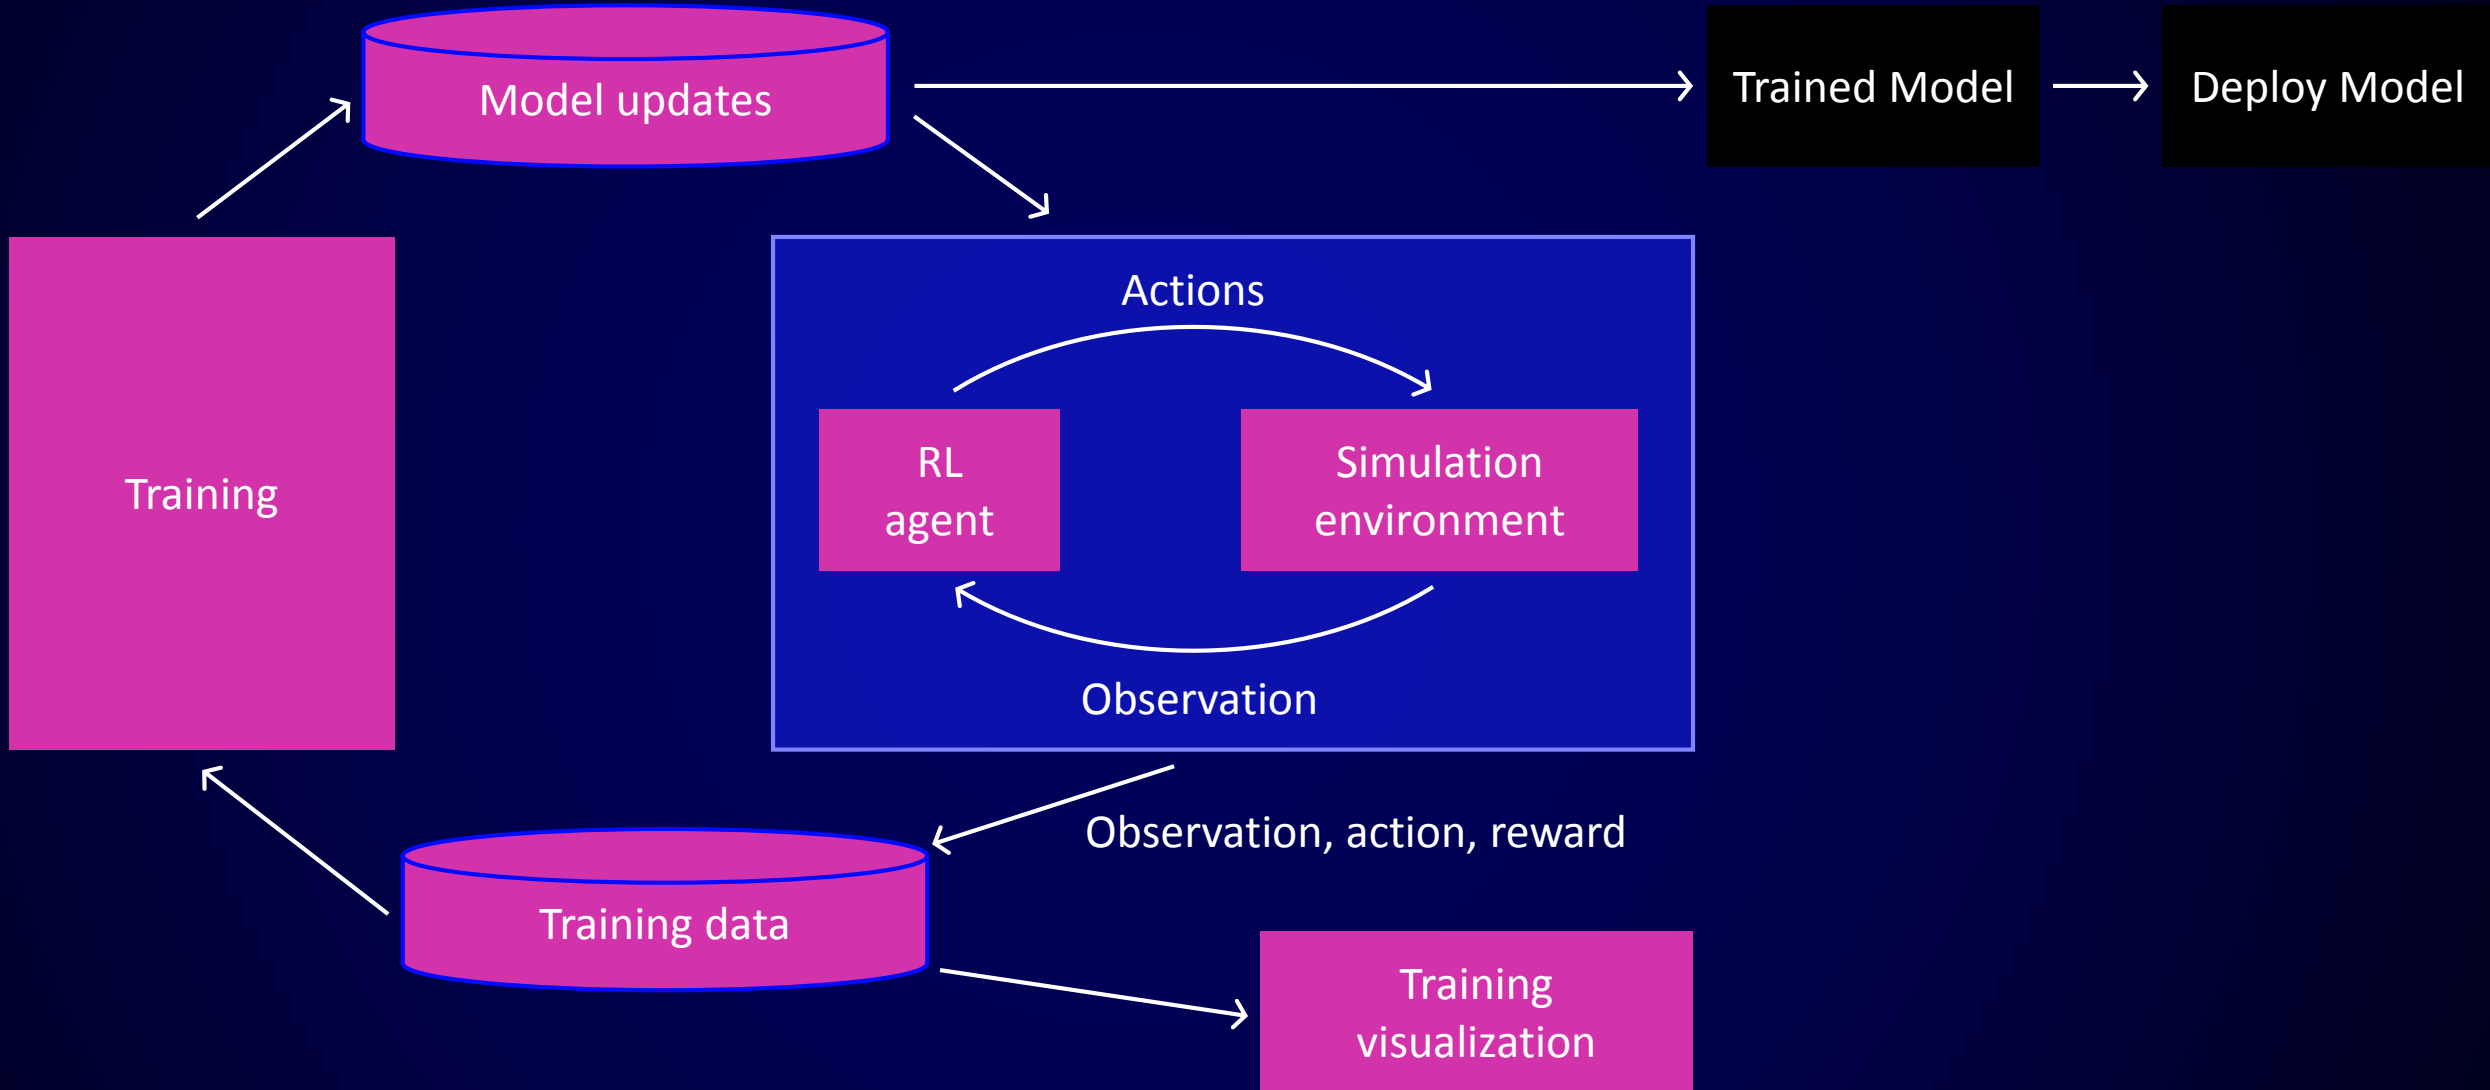 Model updates
Trained Model
Deploy Model
Actions
RL
agent
Simulation
environment
Training
Observation
Observation, action, reward
Training data
Training
visualization